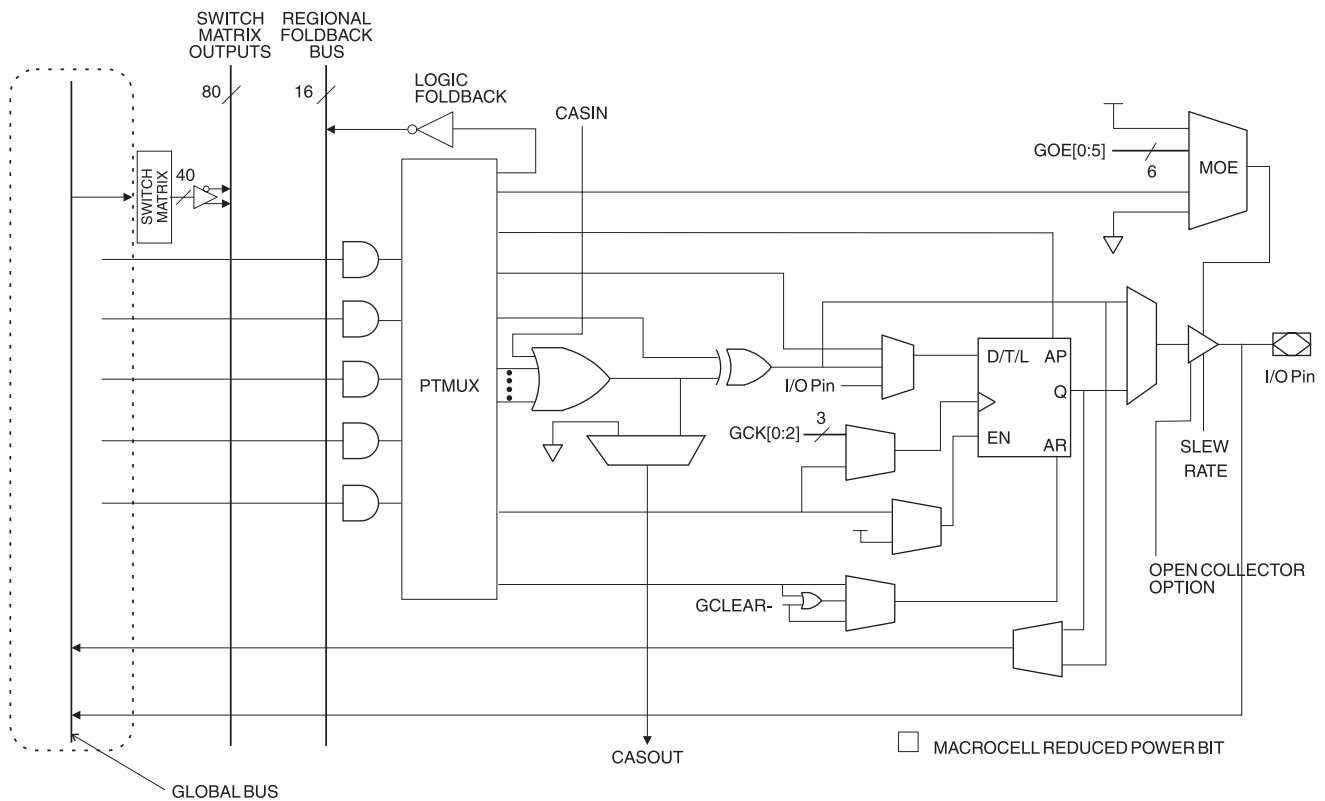 SWITCH
MATRIX
OUTPUTS
REGIONAL
FOLDBACK
BUS
80
16
LOGIC
FOLDBACK
CASIN
GOE[0:5]
6
MOE
SWITCH
MATRIX
40
PTMUX
D/T/L AP
Q
EN
AR
I/O Pin
I/O Pin
GCK[0:2]
3
SLEW
RATE
OPEN COLLECTOR
OPTION
GCLEAR-
CASOUT
MACROCELL REDUCED POWER BIT
GLOBAL BUS